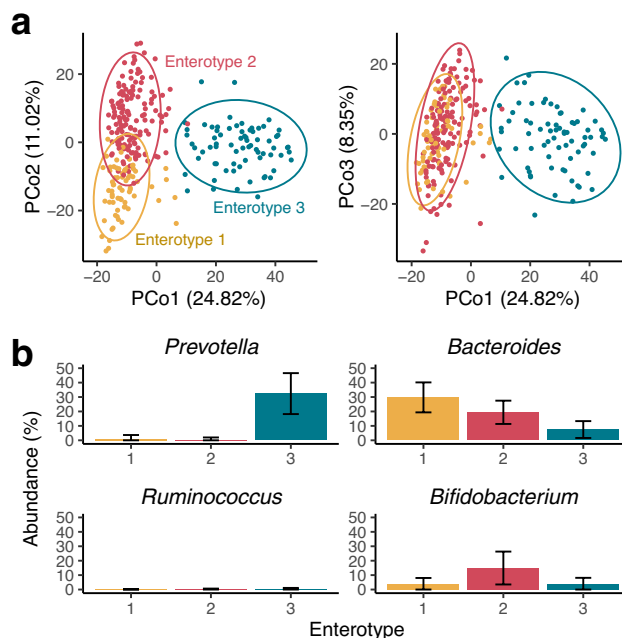 a
Enterotype 2
Enterotype 3
Enterotype 1
PCo2 (11.02%)
20
0
−20
−20 0 20 40
PCo1 (24.82%)
PCo3 (8.35%)
20
0
−20
−20 0 20 40
PCo1 (24.82%)
b
Abundance (%)
Prevotella
50
40
30
20
10
0
1 2 3
Bacteroides
50
40
30
20
10
0
1 2 3
Ruminococcus
50
40
30
20
10
0
1 2 3
Bifidobacterium
50
40
30
20
10
0
1 2 3
Enterotype